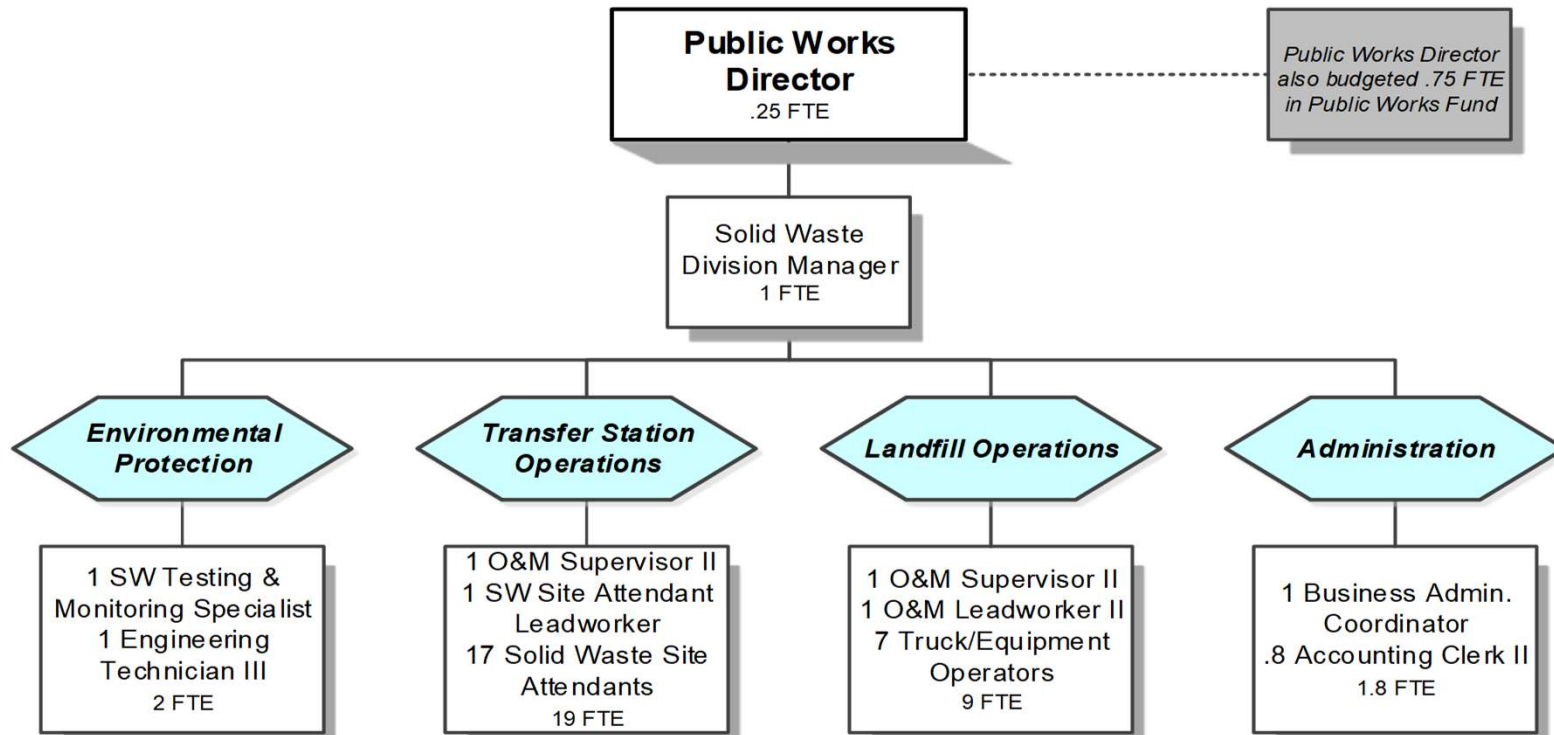 Public Works
Director
.25 FTE
Public Works Director
also budgeted .75 FTE
in Public Works Fund
Solid Waste
Division Manager
1 FTE
Environmental
Protection
Transfer Station
Operations
Landfill Operations
Administration
1 SW Testing &
Monitoring Specialist
1 Engineering
Technician III
2 FTE
1 O&M Supervisor II
1 SW Site Attendant
Leadworker
17 Solid Waste Site
Attendants
19 FTE
1 O&M Supervisor II
1 O&M Leadworker II
7 Truck/Equipment
Operators
9 FTE
1 Business Admin.
Coordinator
.8 Accounting Clerk II
1.8 FTE